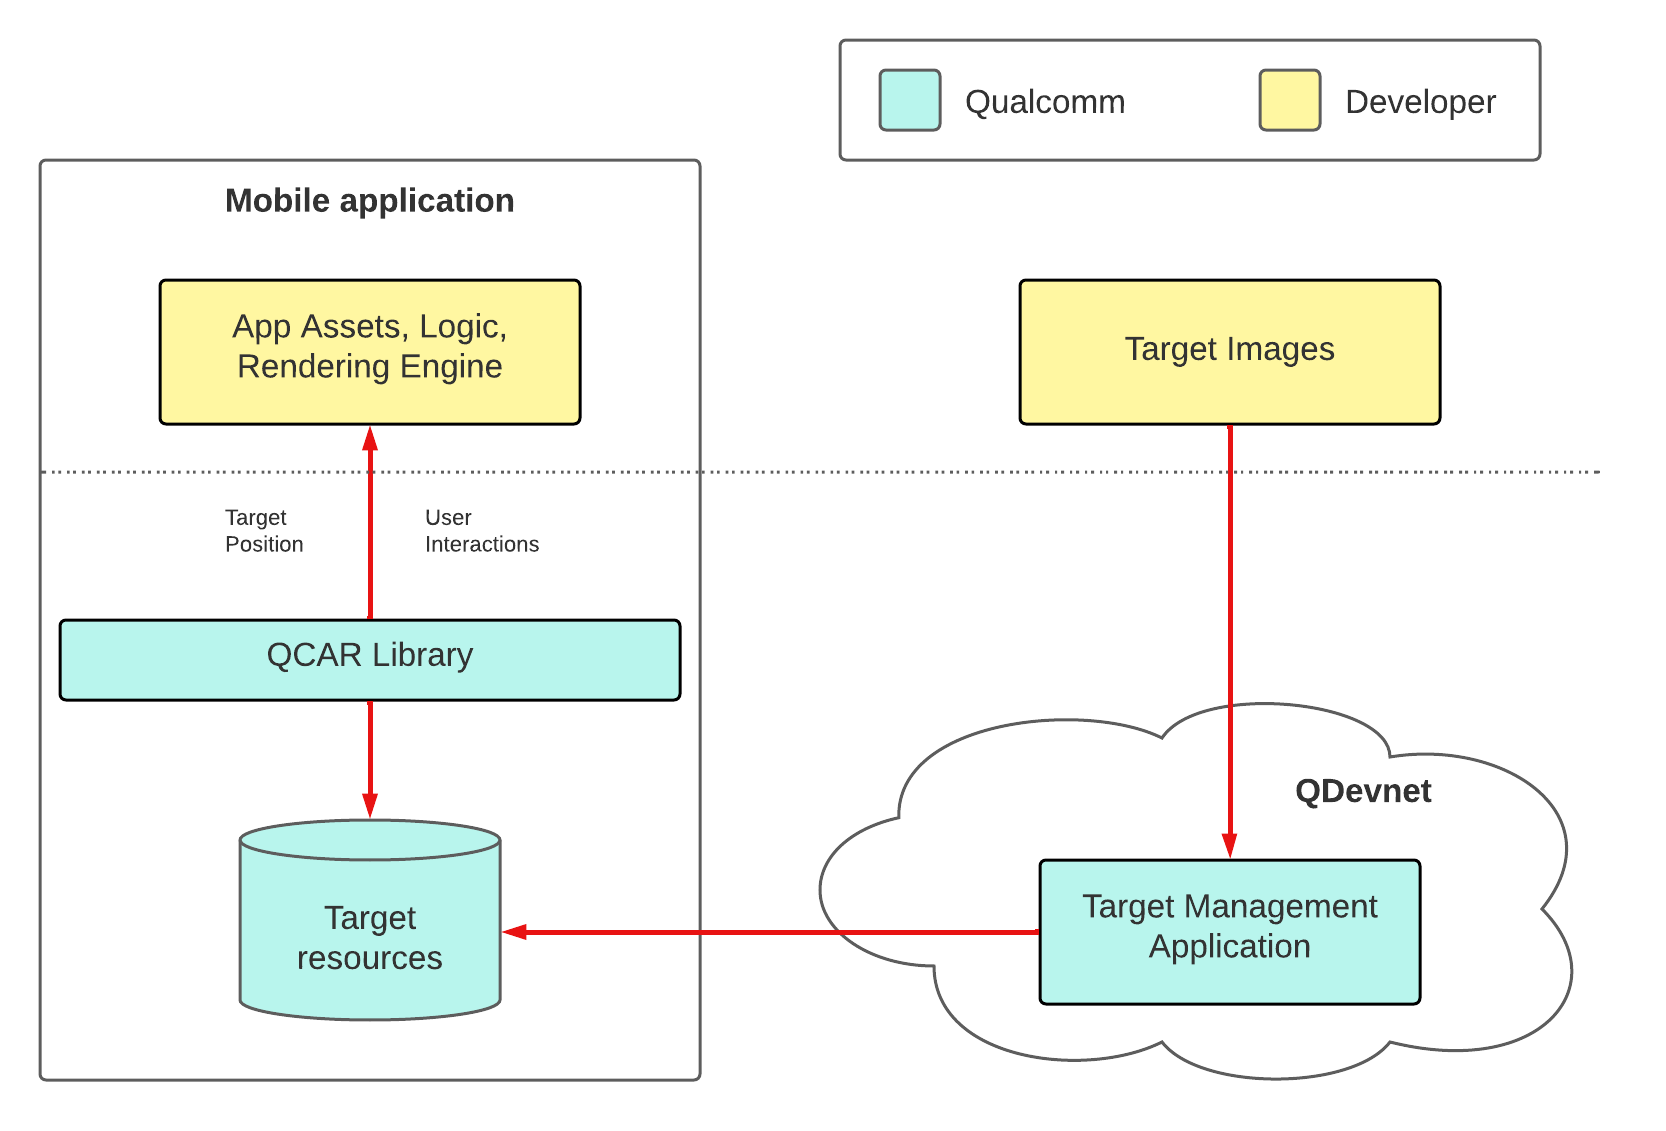 Qualcomm
Developer
Mobile application
App Assets, Logic,
Rendering Engine
Target Images
Target
Position
User
Interactions
QCAR Library
QDevnet
Target
resources
Target Management
Application